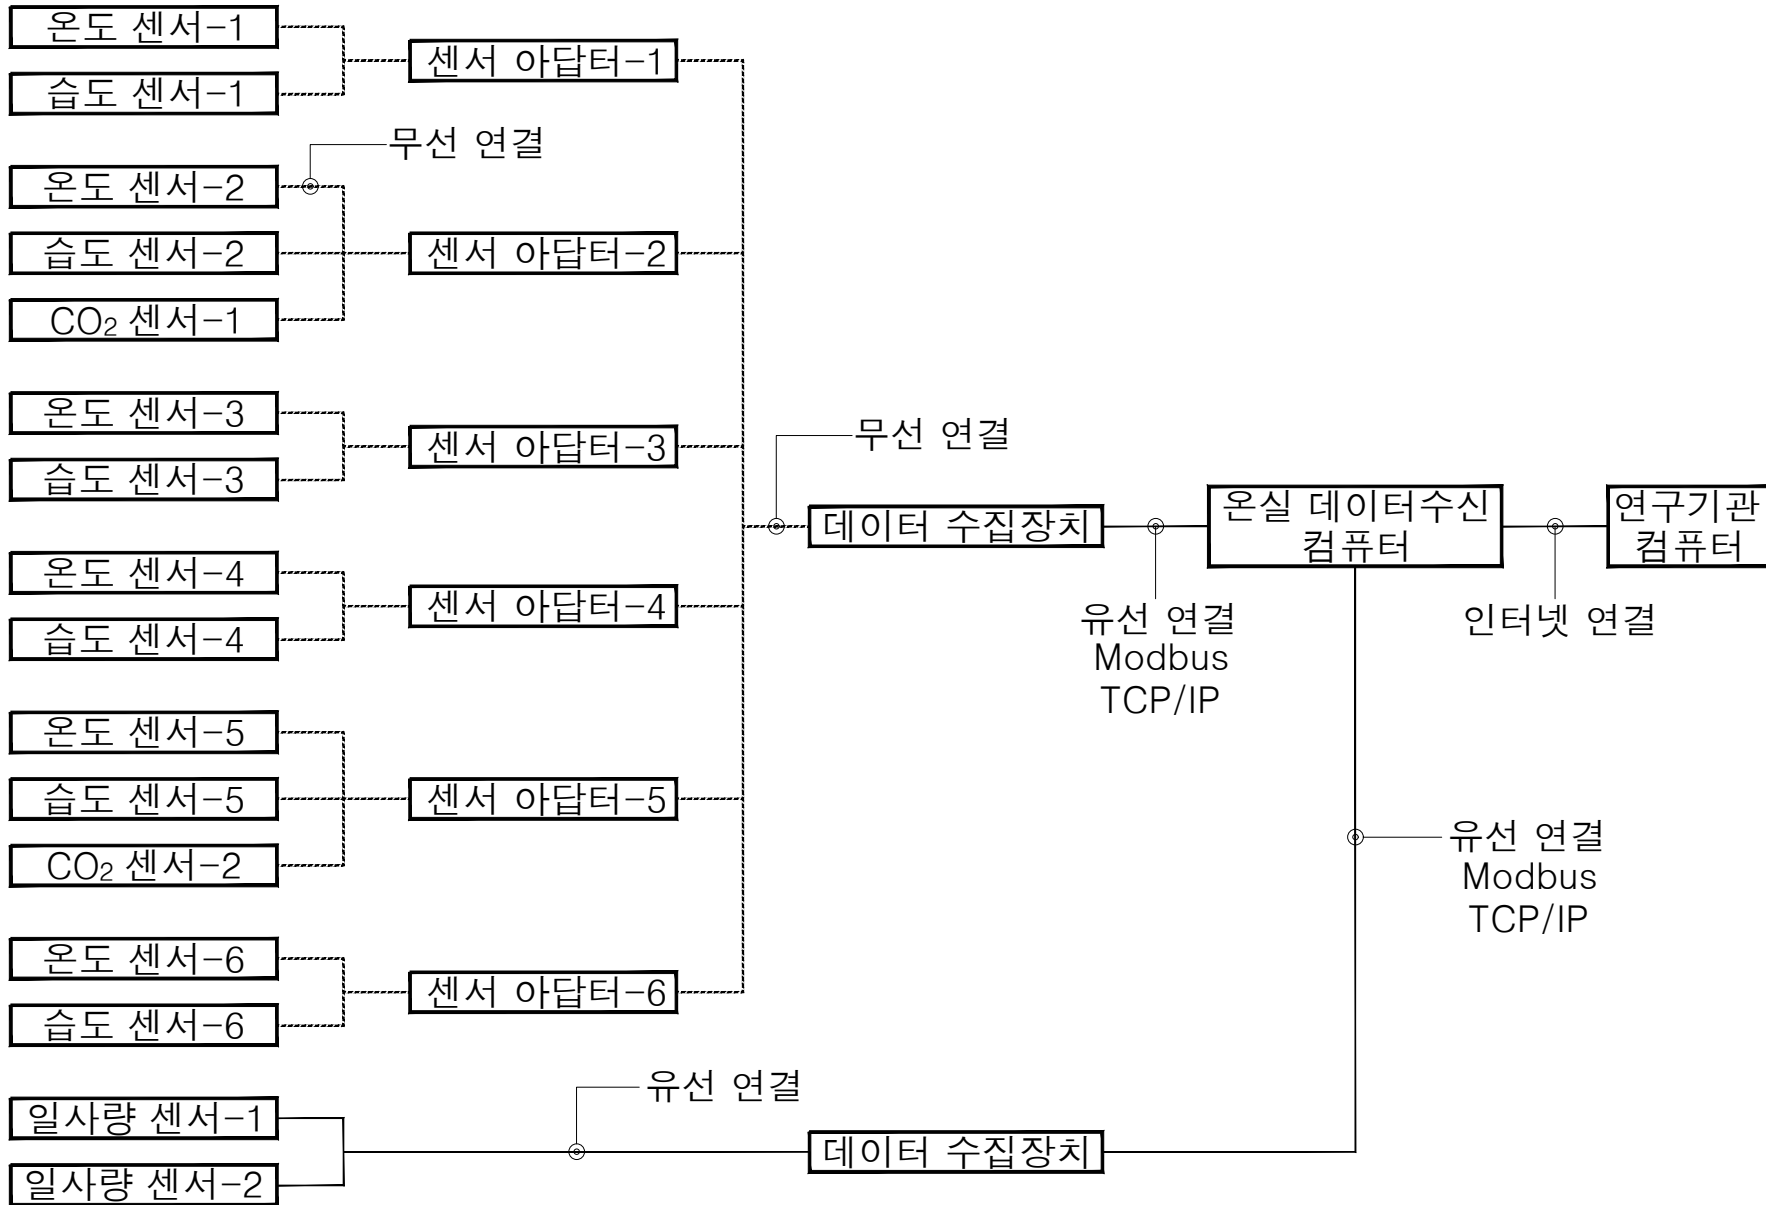 온도 센서-1
습도 센서-1
센서 아답터-1
무선 연결
온도 센서-2
습도 센서-2
CO₂ 센서-1
센서 아답터-2
온도 센서-3
습도 센서-3
센서 아답터-3
온도 센서-4
습도 센서-4
센서 아답터-4
온도 센서-5
습도 센서-5
CO₂ 센서-2
센서 아답터-5
온도 센서-6
습도 센서-6
센서 아답터-6
무선 연결
데이터 수집장치
유선 연결
Modbus
TCP/IP
온실 데이터수신
컴퓨터
인터넷 연결
연구기관
컴퓨터
유선 연결
Modbus
TCP/IP
일사량 센서-1
일사량 센서-2
유선 연결
데이터 수집장치